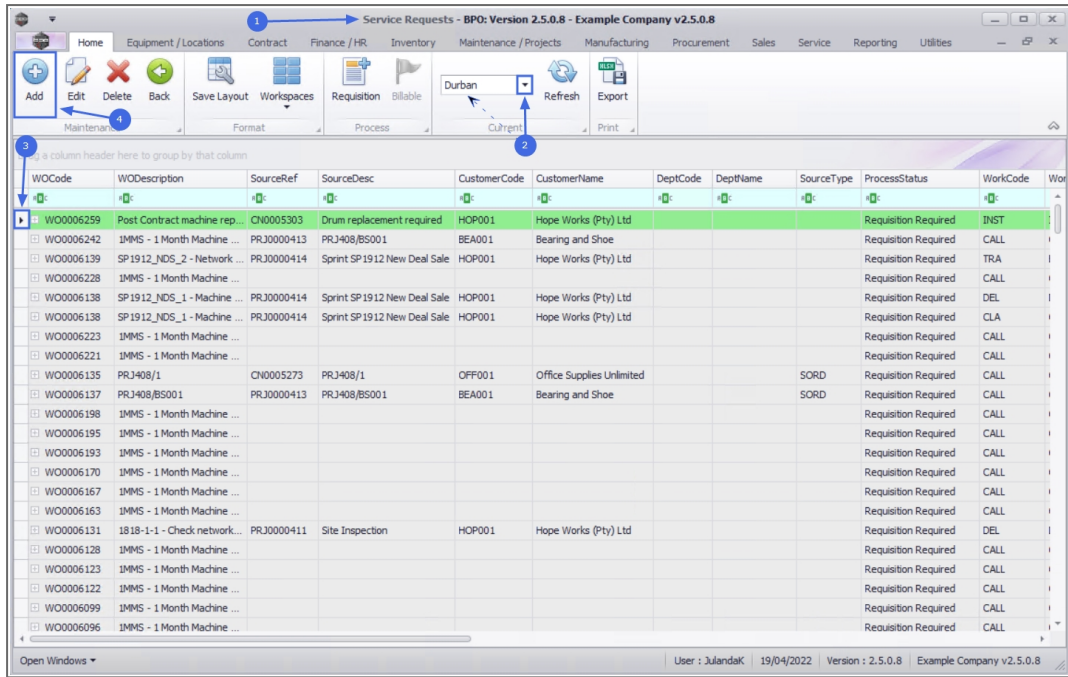 1 Service Requests - BPO: Version 2.5.0.8 - Example Company v2.5.0.8
Home Equipment / Locations Contract Finance / HR Inventory Maintenance / Projects Manufacturing Procurement Sales Service Reporting Utilities
Add Edit Delete Back Save Layout Workspaces Requisition Billable Durban Refresh Export
4
Format Process Current Print
3 2
a column header here to group by that column
WOCode WODescription SourceRef SourceDesc CustomerCode CustomerName DeptCode DeptName SourceType ProcessStatus WorkCode
WO0006259 Post Contract machine rep... CN0005303 Drum replacement required HOP001 Hope Works (Pty) Ltd Requisition Required INST
WO0006242 1MMS - 1 Month Machine ... PRJ0000413 PRJ408/BS001 BEA001 Bearing and Shoe Requisition Required CALL
WO0006139 SP1912_NDS_2 - Network ... PRJ0000414 Sprint SP1912 New Deal Sale HOP001 Hope Works (Pty) Ltd Requisition Required TRA
WO0006228 1MMS - 1 Month Machine ... Requisition Required CALL
WO0006138 SP1912_NDS_1 - Machine ... PRJ0000414 Sprint SP1912 New Deal Sale HOP001 Hope Works (Pty) Ltd Requisition Required DEL
WO0006138 SP1912_NDS_1 - Machine ... PRJ0000414 Sprint SP1912 New Deal Sale HOP001 Hope Works (Pty) Ltd Requisition Required CLA
WO0006223 1MMS - 1 Month Machine ... Requisition Required CALL
WO0006221 1MMS - 1 Month Machine ... Requisition Required CALL
WO0006135 PRJ408/1 CN0005273 PRJ408/1 OFF001 Office Supplies Unlimited SORD Requisition Required CALL
WO0006137 PRJ408/BS001 PRJ0000413 PRJ408/BS001 BEA001 Bearing and Shoe SORD Requisition Required CALL
WO0006198 1MMS - 1 Month Machine ... Requisition Required CALL
WO0006195 1MMS - 1 Month Machine ... Requisition Required CALL
WO0006193 1MMS - 1 Month Machine ... Requisition Required CALL
WO0006170 1MMS - 1 Month Machine ... Requisition Required CALL
WO0006167 1MMS - 1 Month Machine ... Requisition Required CALL
WO0006163 1MMS - 1 Month Machine ... Requisition Required CALL
WO0006131 1818-1-1 - Check network... PRJ0000411 Site Inspection HOP001 Hope Works (Pty) Ltd Requisition Required DEL
WO0006128 1MMS - 1 Month Machine ... Requisition Required CALL
WO0006123 1MMS - 1 Month Machine ... Requisition Required CALL
WO0006122 1MMS - 1 Month Machine ... Requisition Required CALL
WO0006099 1MMS - 1 Month Machine ... Requisition Required CALL
WO0006096 1MMS - 1 Month Machine ... Requisition Required CALL
Open Windows User : JulandaK 19/04/2022 Version : 2.5.0.8 Example Company v2.5.0.8